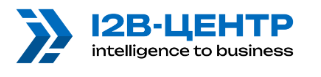 I2B-ЦЕНТР
intelligence to business